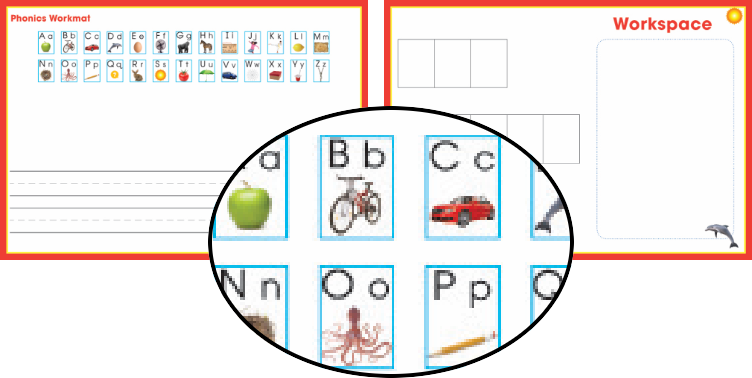 Phonics Workmat
Aa Bb Cc Dd Ee Ff Gg Hh Ii Jj Kk Ll Mm
Nn Oo Pp Qq Rr Ss Tt Uu Vv Ww Xx Yy Zz
Workspace
a Bb Cc
Nn Oo Pp Q